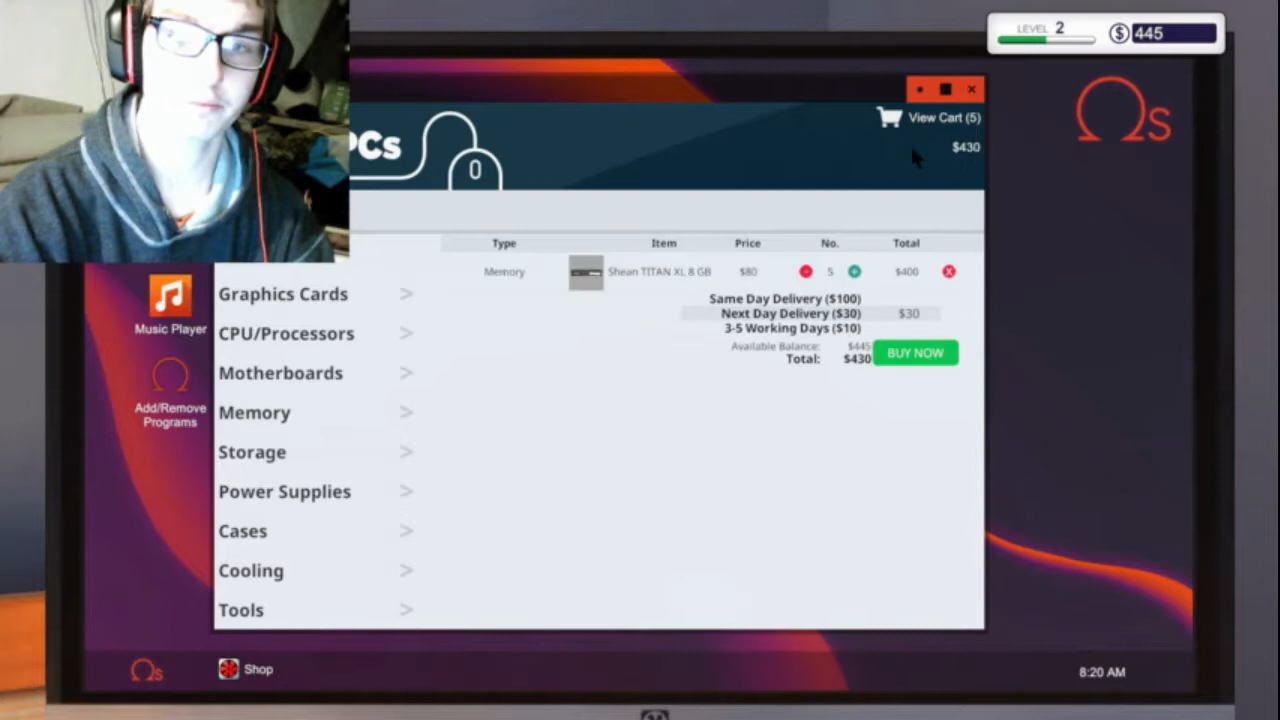 LEVEL 2
$ 445
PCs
View Cart (5)
$430
Ωs
Type Item Price No. Total
Memory Shean TITAN XL 8 GB $80 - 5 + $400 X
Same Day Delivery ($100)
Next Day Delivery ($30) $30
3-5 Working Days ($10)
Available Balance: $445
Total: $430
BUY NOW
Music Player
Add/Remove
Programs
Graphics Cards >
CPU/Processors >
Motherboards >
Memory >
Storage >
Power Supplies >
Cases >
Cooling >
Tools >
Ωs
Shop
8:20 AM